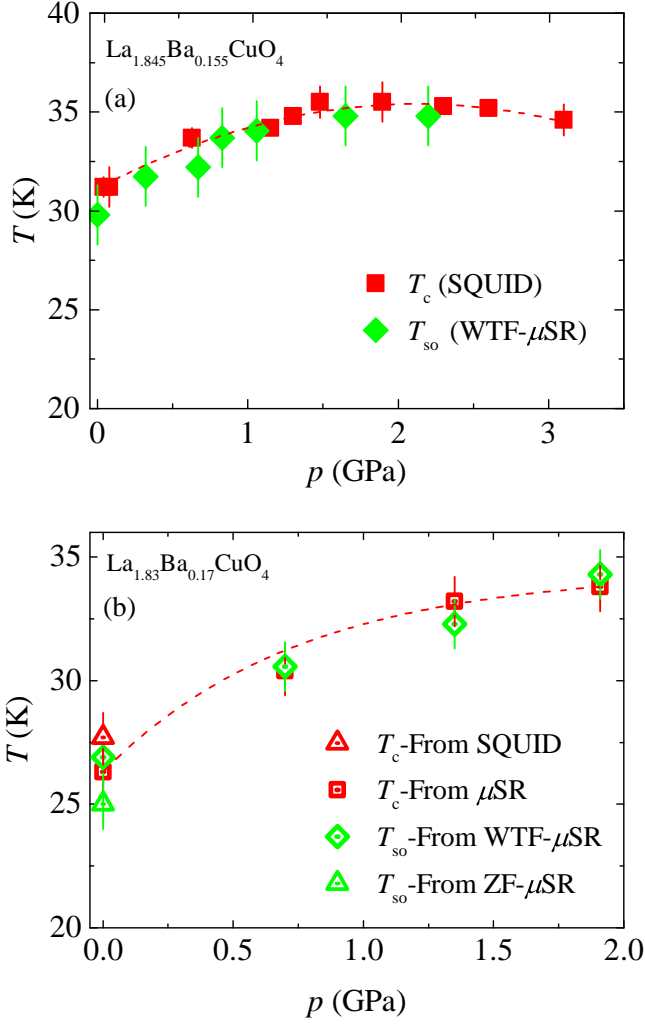 La1.845Ba0.155CuO4
(a)
35
30
25
20
T (K)
Tc (SQUID)
Tso (WTF-μSR)
0 1 2 3
p (GPa)
La1.83Ba0.17CuO4
(b)
35
30
25
20
T (K)
Tc-From SQUID
Tc-From μSR
Tso-From WTF-μSR
Tso-From ZF-μSR
0.0 0.5 1.0 1.5 2.0
p (GPa)